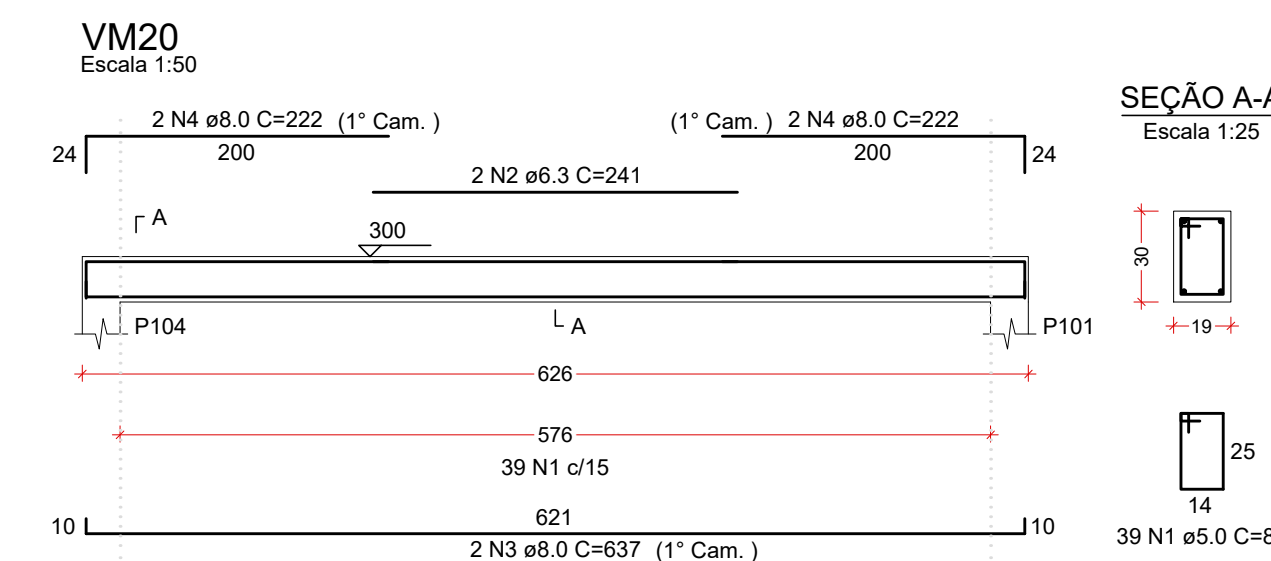 VM20
Escala 1:50
2 N4 ø8.0 C=222 (1° Cam. )
(1° Cam. ) 2 N4 ø8.0 C=222
24
200
200
24
2 N2 ø6.3 C=241
A
300
P104
A
P101
626
576
39 N1 c/15
10
621
10
2 N3 ø8.0 C=637 (1° Cam. )
SEÇÃO A-A
Escala 1:25
30
19
25
14
39 N1 ø5.0 C=8